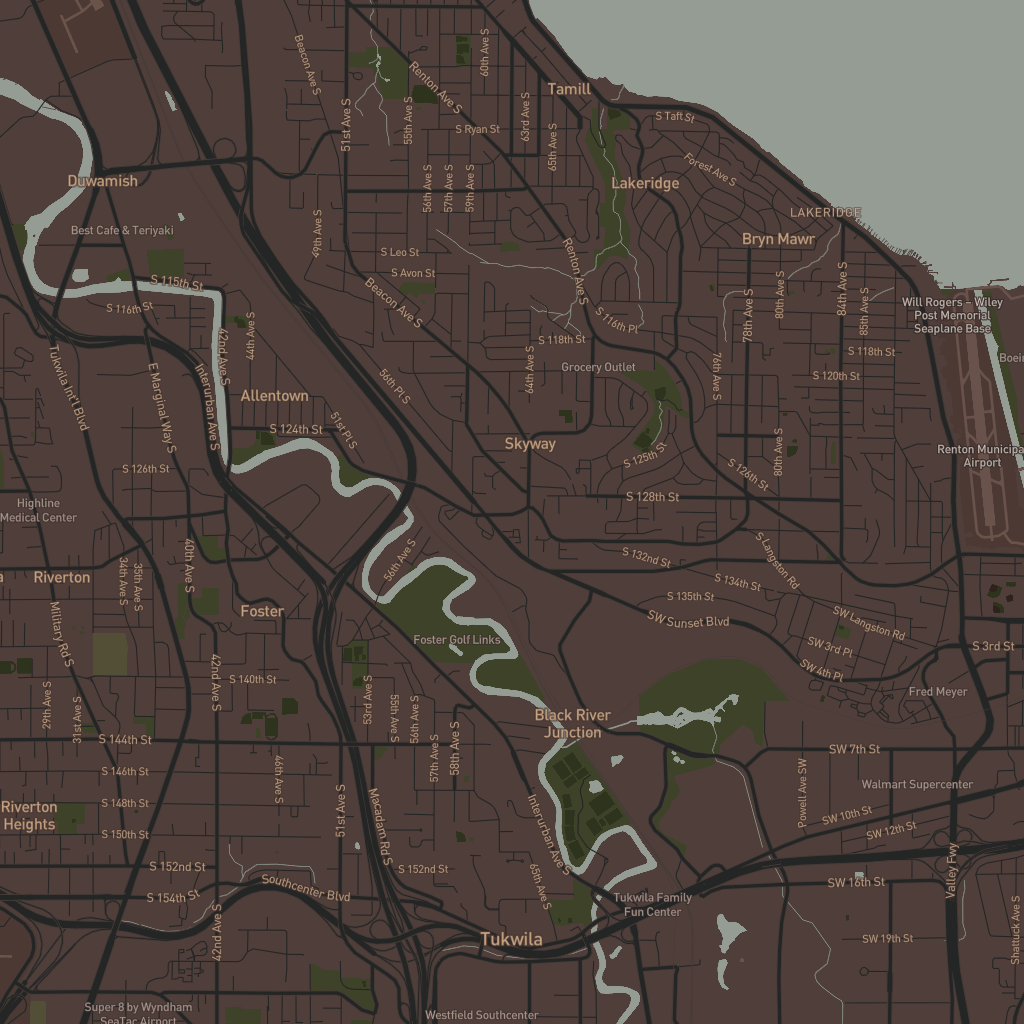 60th Ave S
Beacon Ave S
Renton Ave S
Tamill
51st Ave S
55th Ave S
63rd Ave S
S Taft St
S Ryan St
65th Ave S
Forest Ave S
Duwamish
56th Ave S
57th Ave S
59th Ave S
Lakeridge
LAKERIDGE
Best Cafe & Teriyaki
49th Ave S
S Leo St
Renton Ave S
Bryn Mawr
S Avon St
S 115th St
S 116th St
Beacon Ave S
80th Ave S
84th Ave S
85th Ave S
78th Ave S
Will Rogers – Wiley
Post Memorial
Seaplane Base
S 116th Pl
42nd Ave S
44th Ave S
S 118th St
S 118th St
Tukwila Int'l Blvd
E Marginal Way S
Interurban Ave S
56th Pl S
64th Ave S
Grocery Outlet
76th Ave S
S 120th St
Boein
Allentown
S 124th St
51st Pl S
Skyway
S 125th St
80th Ave S
Renton Municipa
Airport
S 126th St
S 126th St
S 128th St
Highline
Medical Center
S Langston Rd
S 132nd St
56th Ave S
40th Ave S
34th Ave S
35th Ave S
Riverton
a
S 134th St
S 135th St
Military Rd S
Foster
SW Sunset Blvd
SW Langston Rd
Foster Golf Links
SW 3rd Pl
S 3rd St
SW 4th Pl
42nd Ave S
S 140th St
Fred Meyer
29th Ave S
31st Ave S
53rd Ave S
55th Ave S
56th Ave S
Black River
Junction
S 144th St
57th Ave S
58th Ave S
SW 7th St
S 146th St
46th Ave S
Powell Ave SW
Walmart Supercenter
Riverton
Heights
S 148th St
51st Ave S
Macadam Rd S
Interurban Ave S
SW 10th St
S 150th St
SW 12th St
S 152nd St
S 152nd St
Valley Fwy
S 154th St
Southcenter Blvd
65th Ave S
SW 16th St
Tukwila Family
Fun Center
42nd Ave S
Tukwila
SW 19th St
Shattuck Ave S
Super 8 by Wyndham
SeaTac Airport
Westfield Southcenter